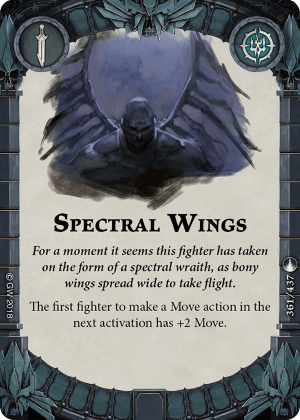 SPECTRAL WINGS
For a moment it seems this fighter has taken
on the form of a spectral wraith, as bony
wings spread wide to take flight.
The first fighter to make a Move action in the
next activation has +2 Move.
© GW 2018
361/437